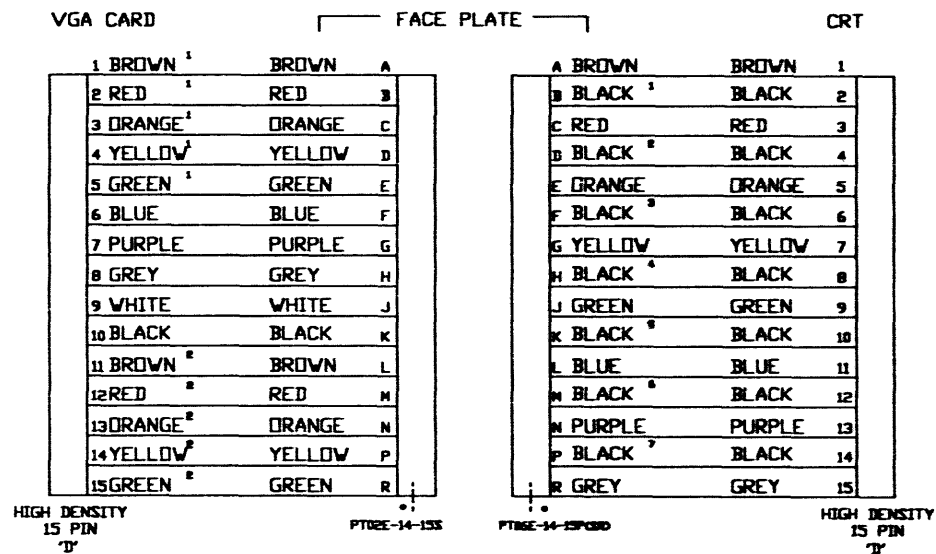 VGA CARD FACE PLATE CRT
1 BROWN 1 BROWN A A BROWN BROWN 1
2 RED 1 RED B B BLACK 1 BLACK 2
3 ORANGE 1 ORANGE C C RED RED 3
4 YELLOW 1 YELLOW D D BLACK 2 BLACK 4
5 GREEN 1 GREEN E E ORANGE ORANGE 5
6 BLUE BLUE F F BLACK 3 BLACK 6
7 PURPLE PURPLE G G YELLOW YELLOW 7
8 GREY GREY H H BLACK 4 BLACK 8
9 WHITE WHITE J J GREEN GREEN 9
10 BLACK BLACK K K BLACK 5 BLACK 10
11 BROWN 2 BROWN L L BLUE BLUE 11
12 RED 2 RED M M BLACK 6 BLACK 12
13 ORANGE 2 ORANGE N N PURPLE PURPLE 13
14 YELLOW 2 YELLOW P P BLACK 7 BLACK 14
15 GREEN 2 GREEN R R GREY GREY 15
HIGH DENSITY PT02E-14-15S HIGH DENSITY
15 PIN 15 PIN
'D' 'D'